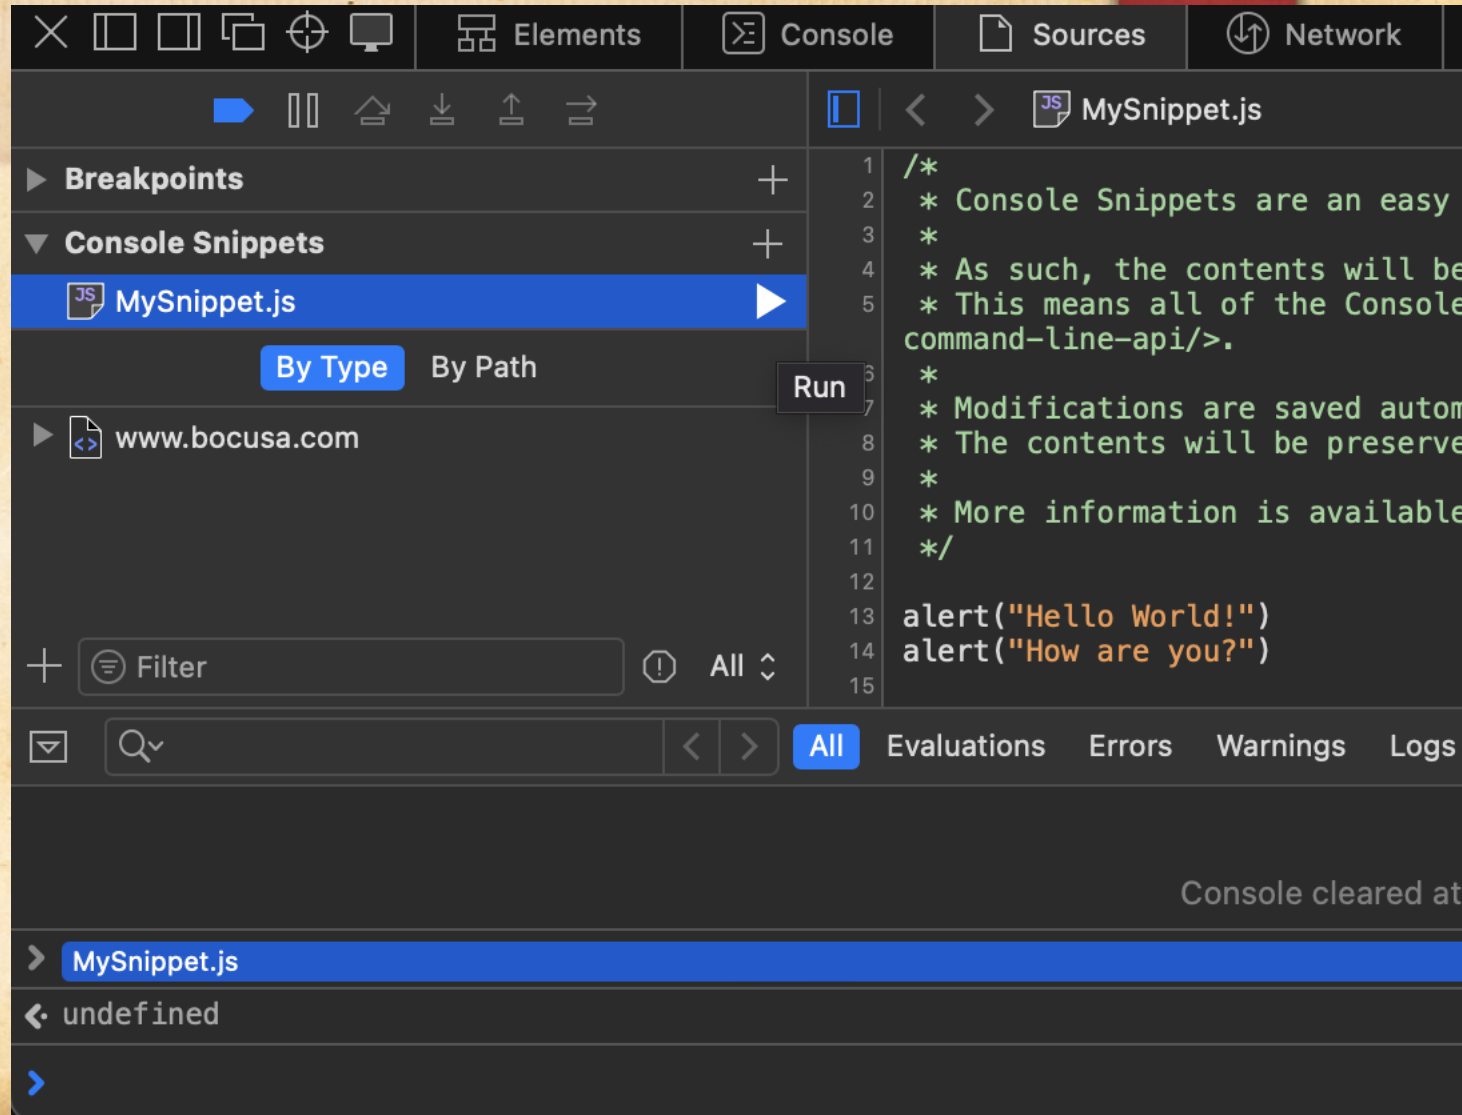 Elements
Console
Sources
Network
MySnippet.js
Breakpoints
Console Snippets
JS MySnippet.js
By Type
By Path
Run
www.bocusa.com
Filter
All
JS
1 /*
2 * Console Snippets are an easy
3 *
4 * As such, the contents will be
5 * This means all of the Console
command-line-api/>.
6 *
7 * Modifications are saved autom
8 * The contents will be preserve
9 *
10 * More information is available
11 */
12
13 alert("Hello World!")
14 alert("How are you?")
15
All
Evaluations
Errors
Warnings
Logs
Console cleared at
MySnippet.js
undefined